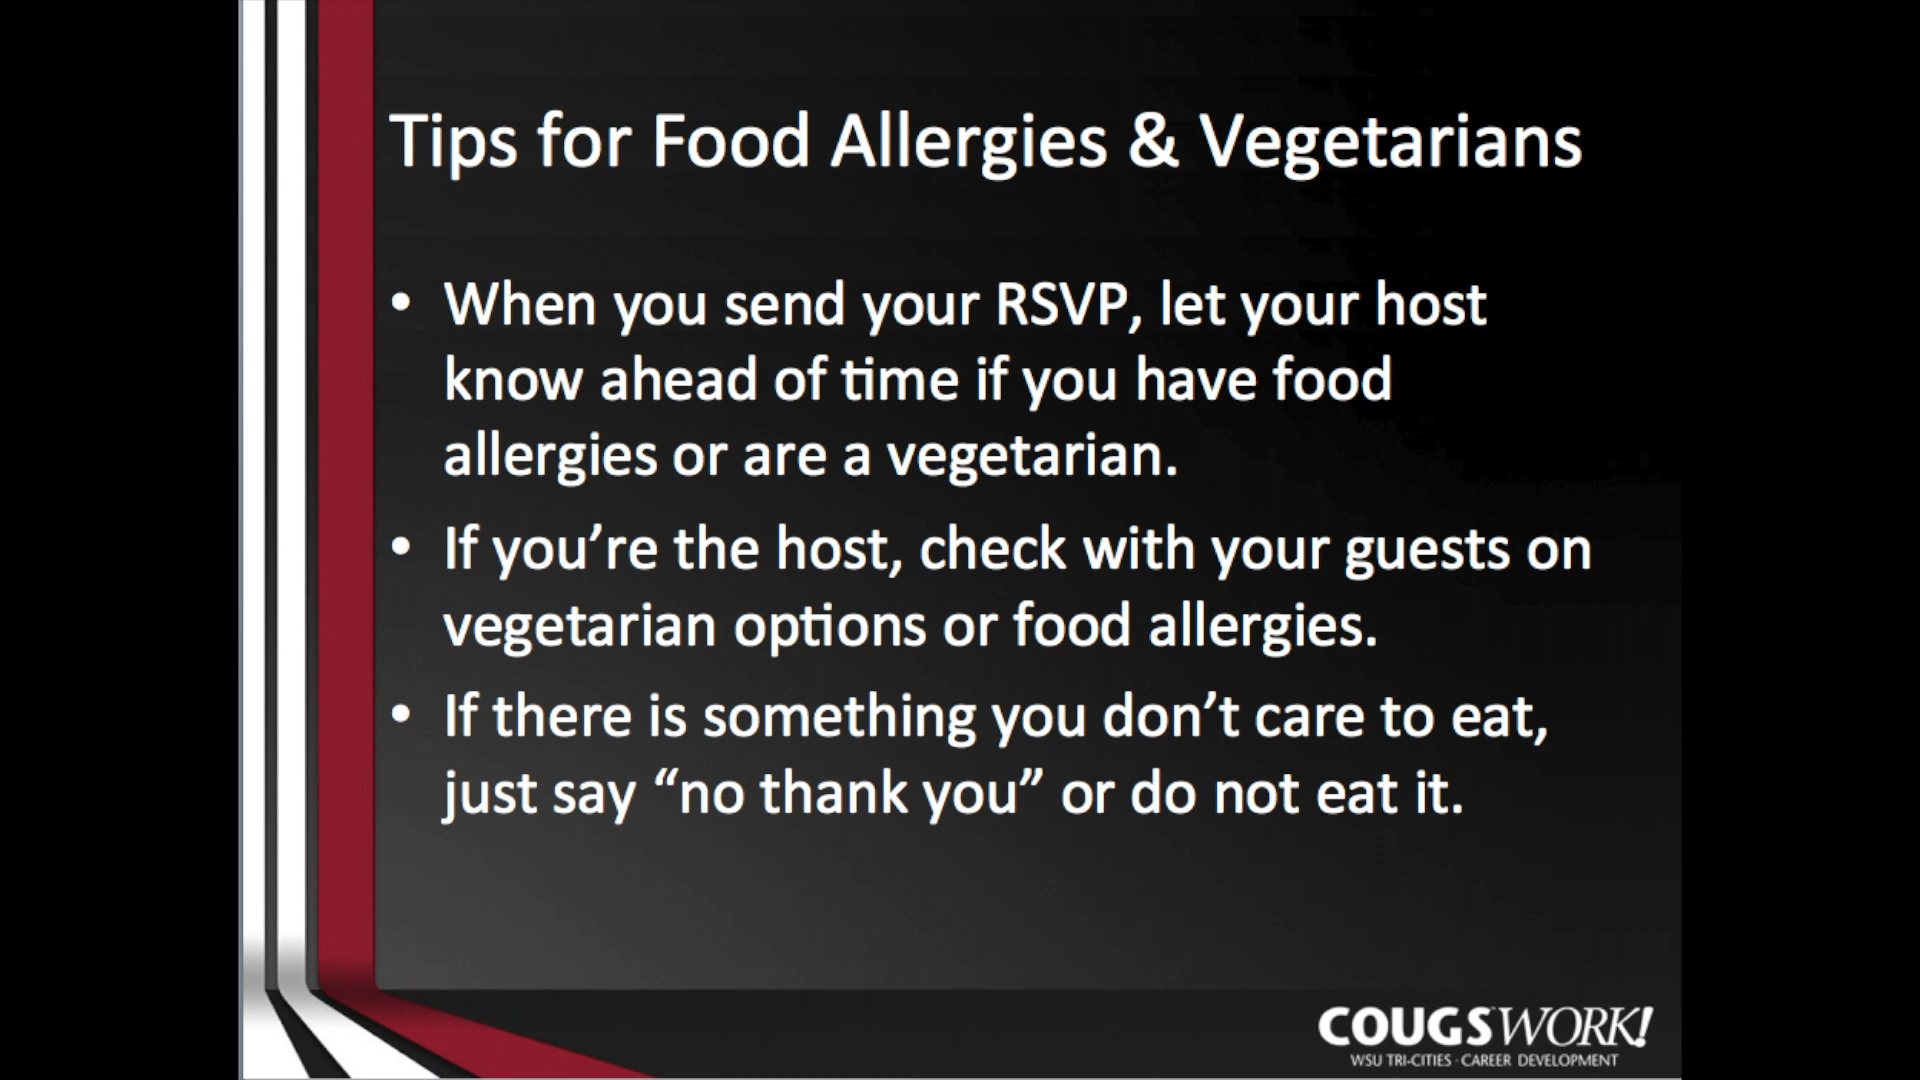 Tips for Food Allergies & Vegetarians
• When you send your RSVP, let your host
know ahead of time if you have food
allergies or are a vegetarian.
• If you’re the host, check with your guests on
vegetarian options or food allergies.
• If there is something you don’t care to eat,
just say “no thank you” or do not eat it.
COUGSWORK!
WSU TRI-CITIES · CAREER DEVELOPMENT